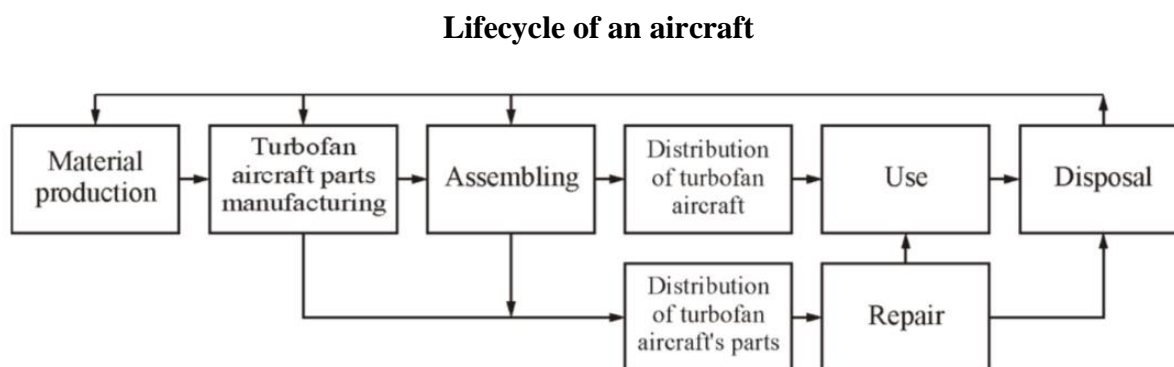 Lifecycle of an aircraft
Material
production
Turbofan
aircraft parts
manufacturing
Assembling
Distribution
of turbofan
aircraft
Use
Disposal
Distribution
of turbofan
aircraft's parts
Repair